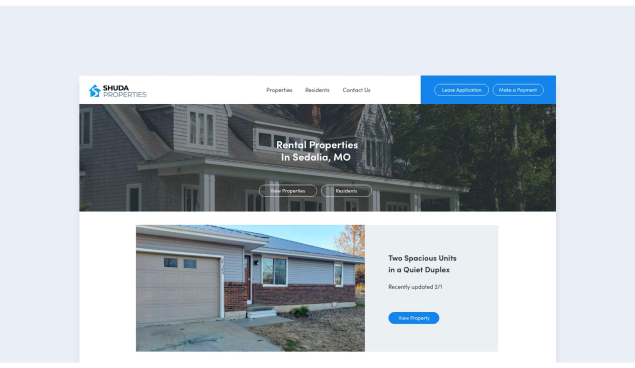 SHUDA
PROPERTIES
Properties
Residents
Contact Us
Lease Application
Make a Payment
Rental Properties
In Sedalia, MO
View Properties
Residents
Two Spacious Units
in a Quiet Duplex
Recently updated 2/1
View Property